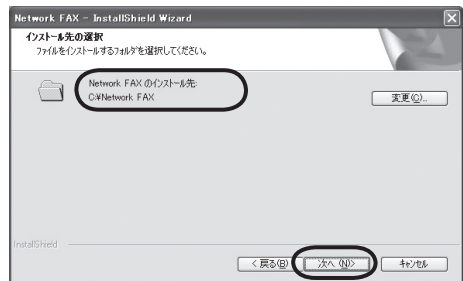 Network FAX - InstallShield Wizard
インストール先の選択
ファイルをインストールするフォルダを選択してください。
Network FAX のインストール先:
C:¥Network FAX
変更(C)...
InstallShield
< 戻る(B)
次へ (N)>
キャンセル